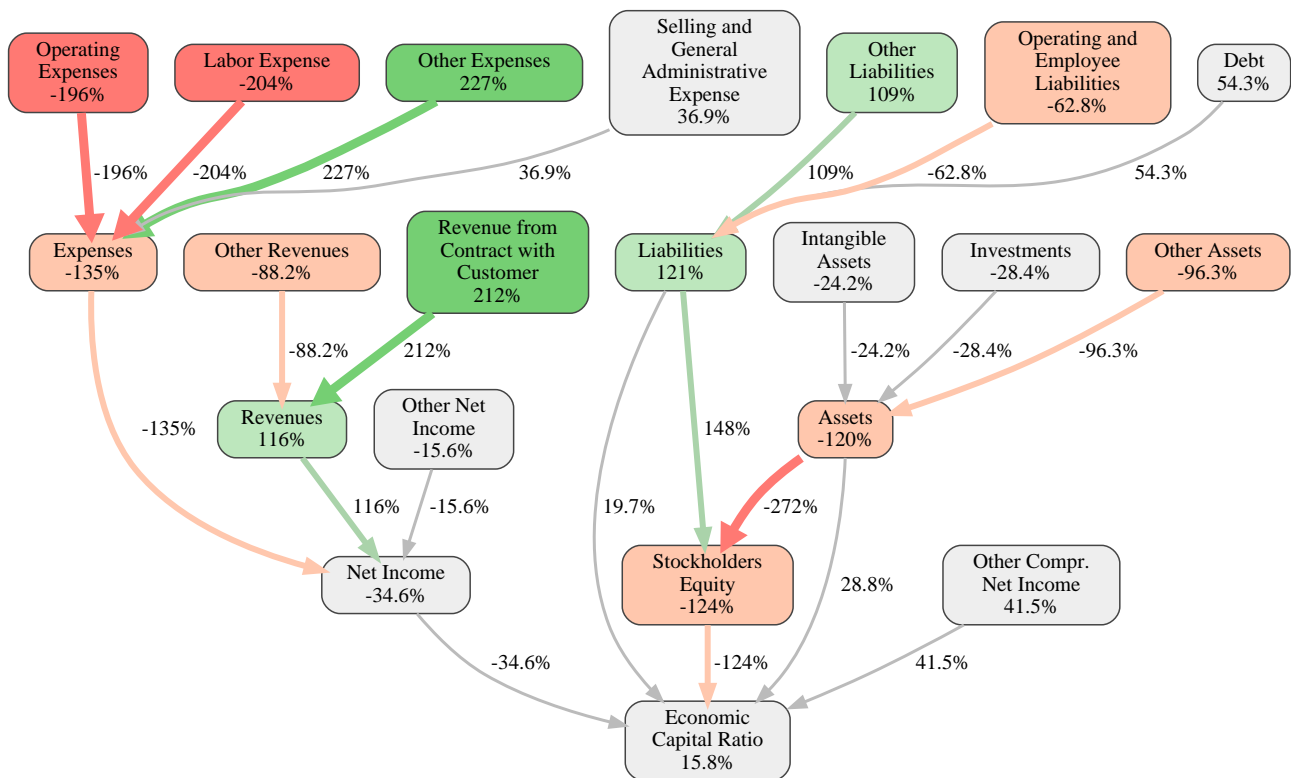 Operating
Expenses
-196%
Labor Expense
-204%
Other Expenses
227%
Selling and
General
Administrative
Expense
36.9%
Other
Liabilities
109%
Operating and
Employee
Liabilities
-62.8%
Debt
54.3%
-196%
-204%
227%
36.9%
109%
-62.8%
54.3%
Expenses
-135%
Other Revenues
-88.2%
Revenue from
Contract with
Customer
212%
Liabilities
121%
Intangible
Assets
-24.2%
Investments
-28.4%
Other Assets
-96.3%
-88.2%
212%
-24.2%
-28.4%
-96.3%
-135%
Revenues
116%
Other Net
Income
-15.6%
148%
Assets
-120%
116%
-15.6%
19.7%
-272%
Net Income
-34.6%
Stockholders
Equity
-124%
28.8%
Other Compr.
Net Income
41.5%
-34.6%
-124%
41.5%
Economic
Capital Ratio
15.8%